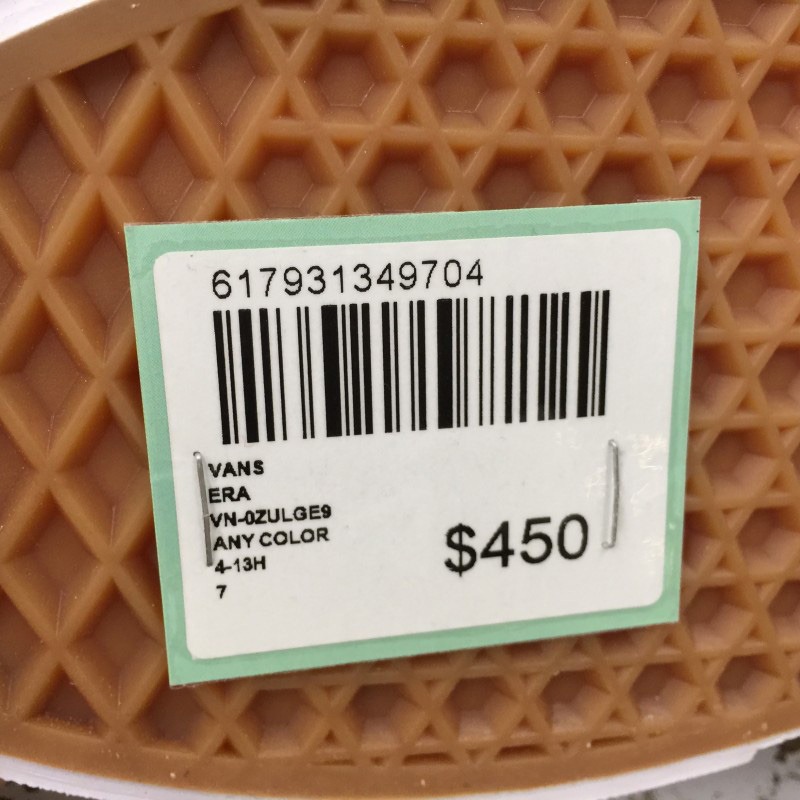 617931349704
VANS
ERA
VN-0ZULGE9
ANY COLOR
4-13H
7
$450